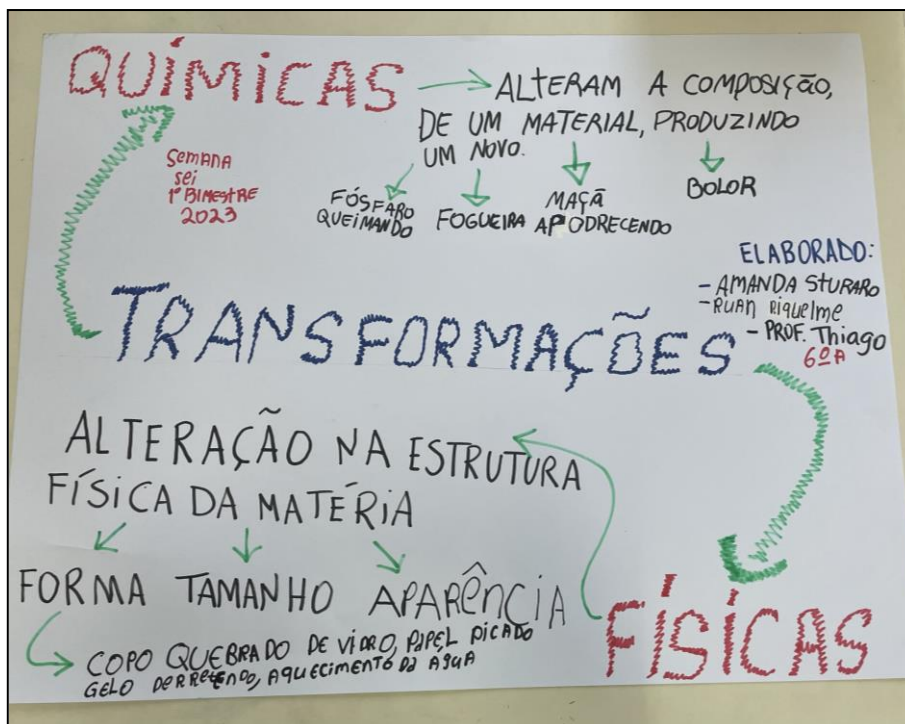 QUÍMICAS
ALTERAM A COMPOSIÇÃO,
DE UM MATERIAL, PRODUZINDO
UM NOVO.
SEMANA
SEI
1º BIMESTRE
2023
FÓSFARO
QUEIMANDO
FOGUEIRA
MAÇÃ
APODRECENDO
BOLOR
ELABORADO:
- AMANDA STURARO
- RUAN RIQUELME
- PROF. Thiago
6º A
TRANSFORMAÇÕES
ALTERAÇÃO NA ESTRUTURA
FÍSICA DA MATÉRIA
FORMA TAMANHO APARÊNCIA
COPO QUEBRADO DE VIDRO, PAPEL PICADO
GELO DERRETENDO, AQUECIMENTO DA AGUA
FÍSICAS